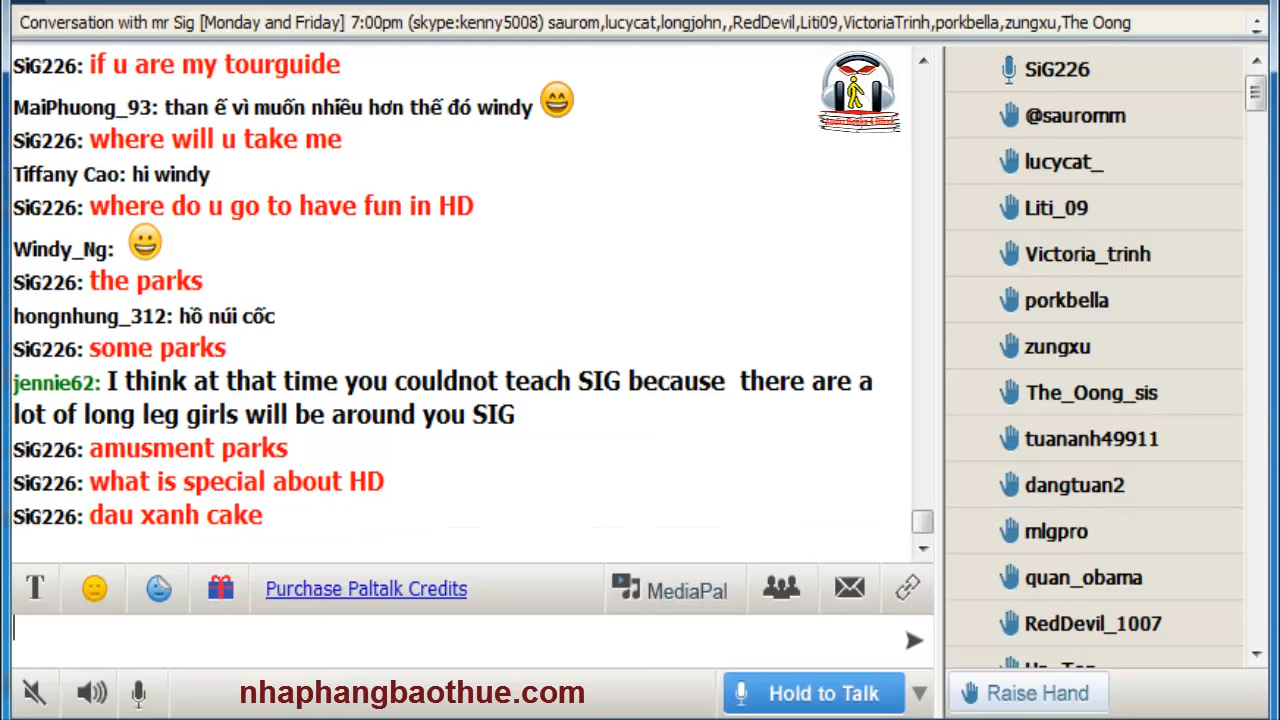 Conversation with mr Sig [Monday and Friday] 7:00pm (skype:kenny5008) saurom,lucycat,longjohn,,RedDevil,Liti09,VictoriaTrinh,porkbella,zungxu,The Oong
SiG226: if u are my tourguide
MaiPhuong_93: than ế vì muốn nhiêu hơn thế đó windy
SiG226: where will u take me
Tiffany Cao: hi windy
SiG226: where do u go to have fun in HD
Windy_Ng:
SiG226: the parks
hongnhung_312: hồ núi cốc
SiG226: some parks
jennie62: I think at that time you couldnot teach SIG because there are a
lot of long leg girls will be around you SIG
SiG226: amusment parks
SiG226: what is special about HD
SiG226: dau xanh cake
T
Purchase Paltalk Credits
MediaPal
nhaphangbaothue.com
Hold to Talk
SiG226
@sauromm
lucycat_
Liti_09
Victoria_trinh
porkbella
zungxu
The_Oong_sis
tuananh49911
dangtuan2
mlgpro
quan_obama
RedDevil_1007
Raise Hand